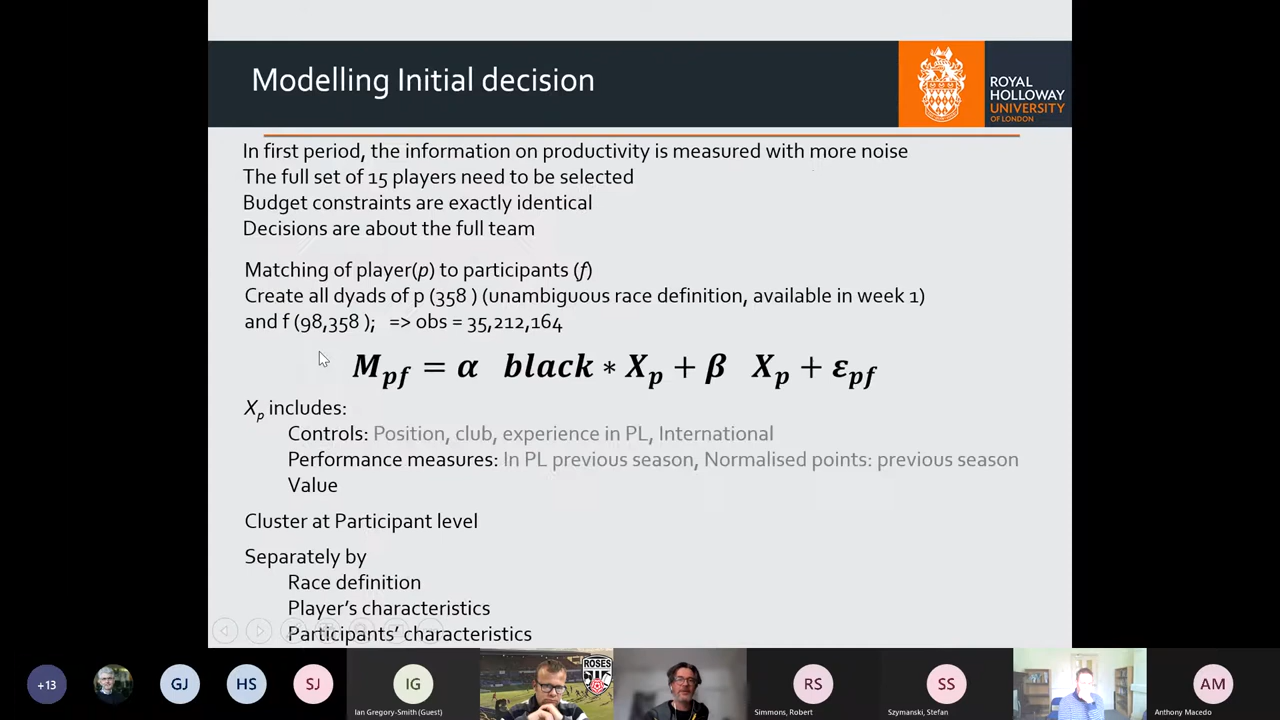 Modelling Initial decision
ROYAL
HOLLOWAY
UNIVERSITY
OF LONDON
In first period, the information on productivity is measured with more noise
The full set of 15 players need to be selected
Budget constraints are exactly identical
Decisions are about the full team
Matching of player(p) to participants (f)
Create all dyads of p (358 ) (unambiguous race definition, available in week 1)
and f (98,358 );   => obs = 35,212,164
M_pf = α black * X_p + β X_p + ε_pf
X_p includes:
Controls: Position, club, experience in PL, International
Performance measures: In PL previous season, Normalised points: previous season
Value
Cluster at Participant level
Separately by
Race definition
Player's characteristics
Participants' characteristics
+13
GJ
HS
SJ
IG
Ian Gregory-Smith (Guest)
ROSES
RS
Simmons, Robert
SS
Szymanski, Stefan
AM
Anthony Macedo